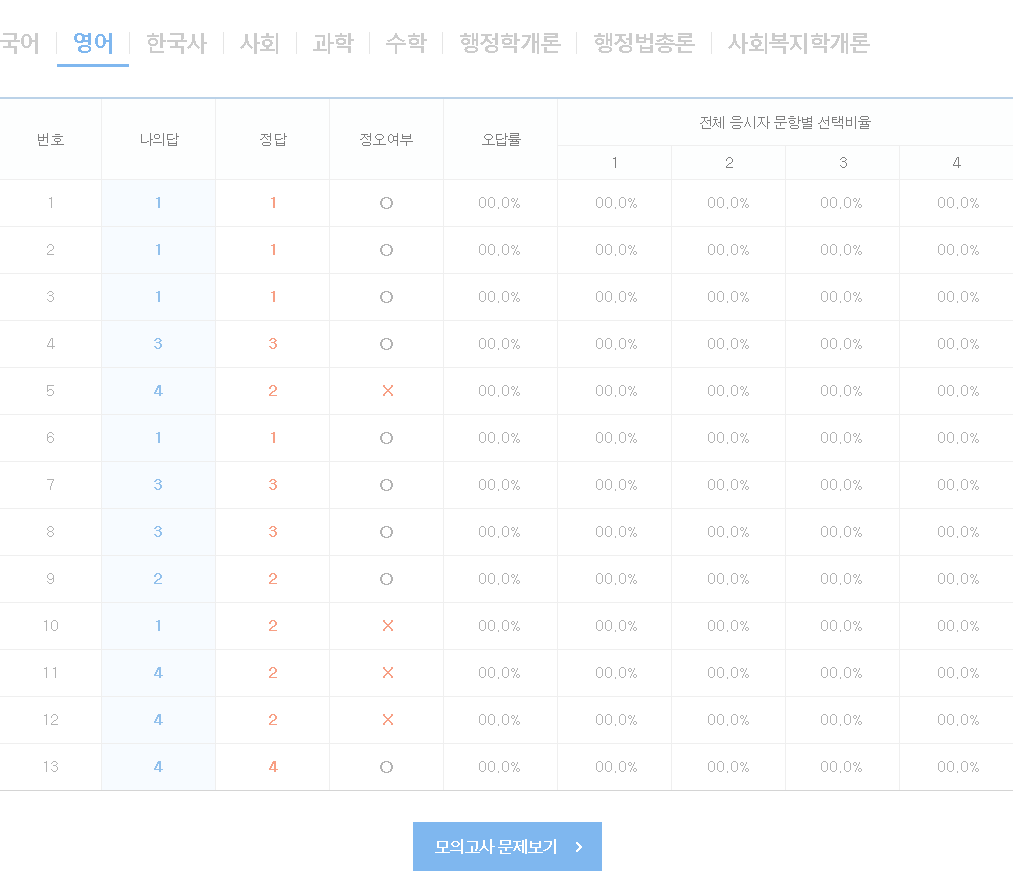 국어 영어 한국사 사회 과학 수학 행정학개론 행정법총론 사회복지학개론
번호 나의답 정답 정오여부 오답률 전체 응시자 문항별 선택비율
1 2 3 4
1 1 1 O 00.0% 00.0% 00.0% 00.0% 00.0%
2 1 1 O 00.0% 00.0% 00.0% 00.0% 00.0%
3 1 1 O 00.0% 00.0% 00.0% 00.0% 00.0%
4 3 3 O 00.0% 00.0% 00.0% 00.0% 00.0%
5 4 2 X 00.0% 00.0% 00.0% 00.0% 00.0%
6 1 1 O 00.0% 00.0% 00.0% 00.0% 00.0%
7 3 3 O 00.0% 00.0% 00.0% 00.0% 00.0%
8 3 3 O 00.0% 00.0% 00.0% 00.0% 00.0%
9 2 2 O 00.0% 00.0% 00.0% 00.0% 00.0%
10 1 2 X 00.0% 00.0% 00.0% 00.0% 00.0%
11 4 2 X 00.0% 00.0% 00.0% 00.0% 00.0%
12 4 2 X 00.0% 00.0% 00.0% 00.0% 00.0%
13 4 4 O 00.0% 00.0% 00.0% 00.0% 00.0%
모의고사 문제보기 >